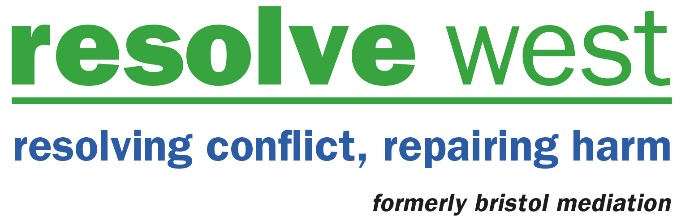 resolve west
resolving conflict, repairing harm
formerly bristol mediation